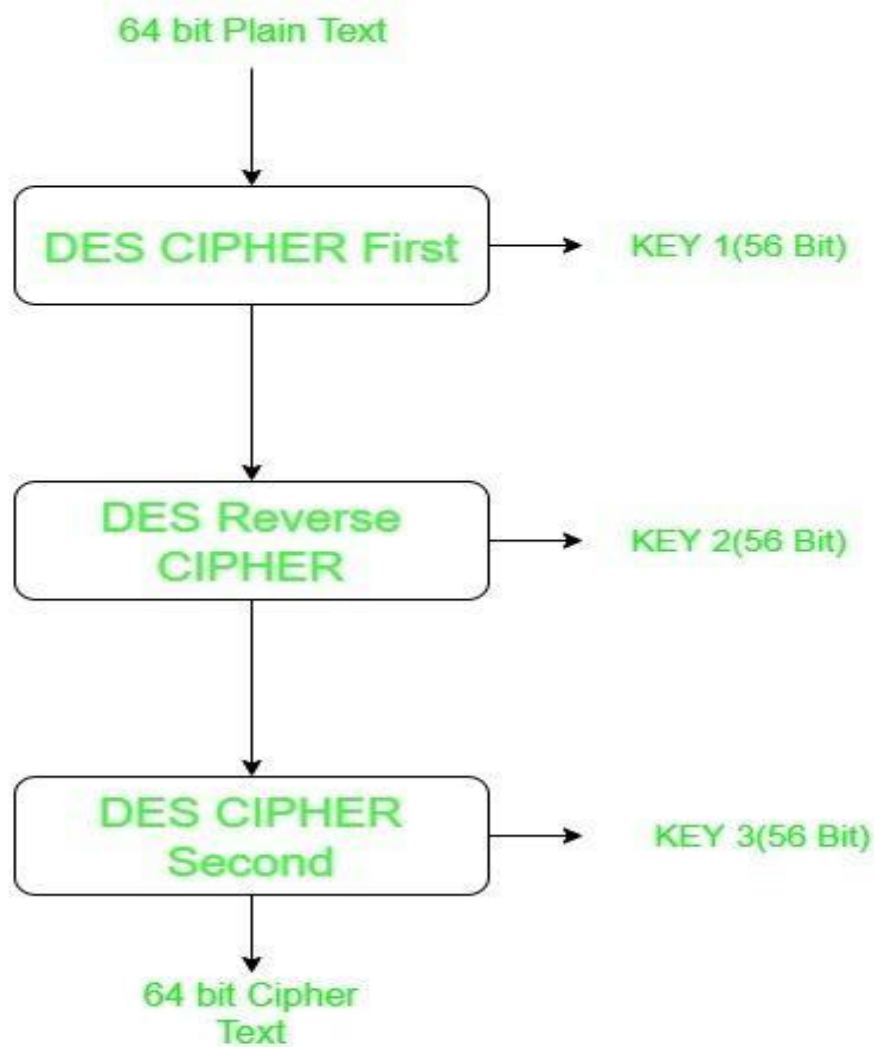 64 bit Plain Text
DES CIPHER First
KEY 1(56 Bit)
DES Reverse
CIPHER
KEY 2(56 Bit)
DES CIPHER
Second
KEY 3(56 Bit)
64 bit Cipher
Text